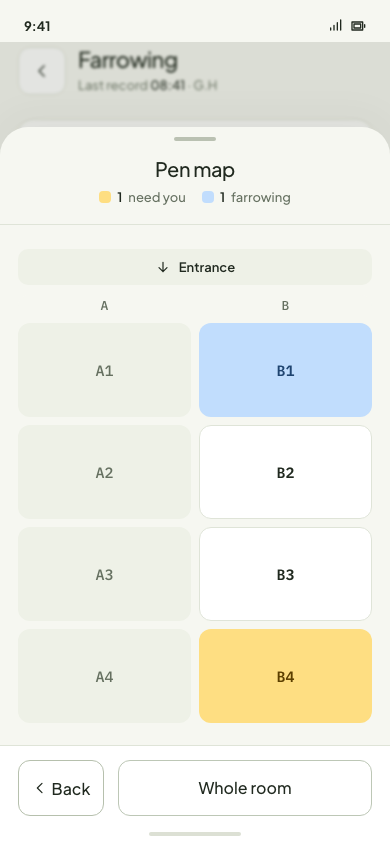 9:41
Farrowing
Last record 08:41 · G.H
Pen map
1 need you 1 farrowing
↓ Entrance
A B
A1 B1
A2 B2
A3 B3
A4 B4
Back Whole room